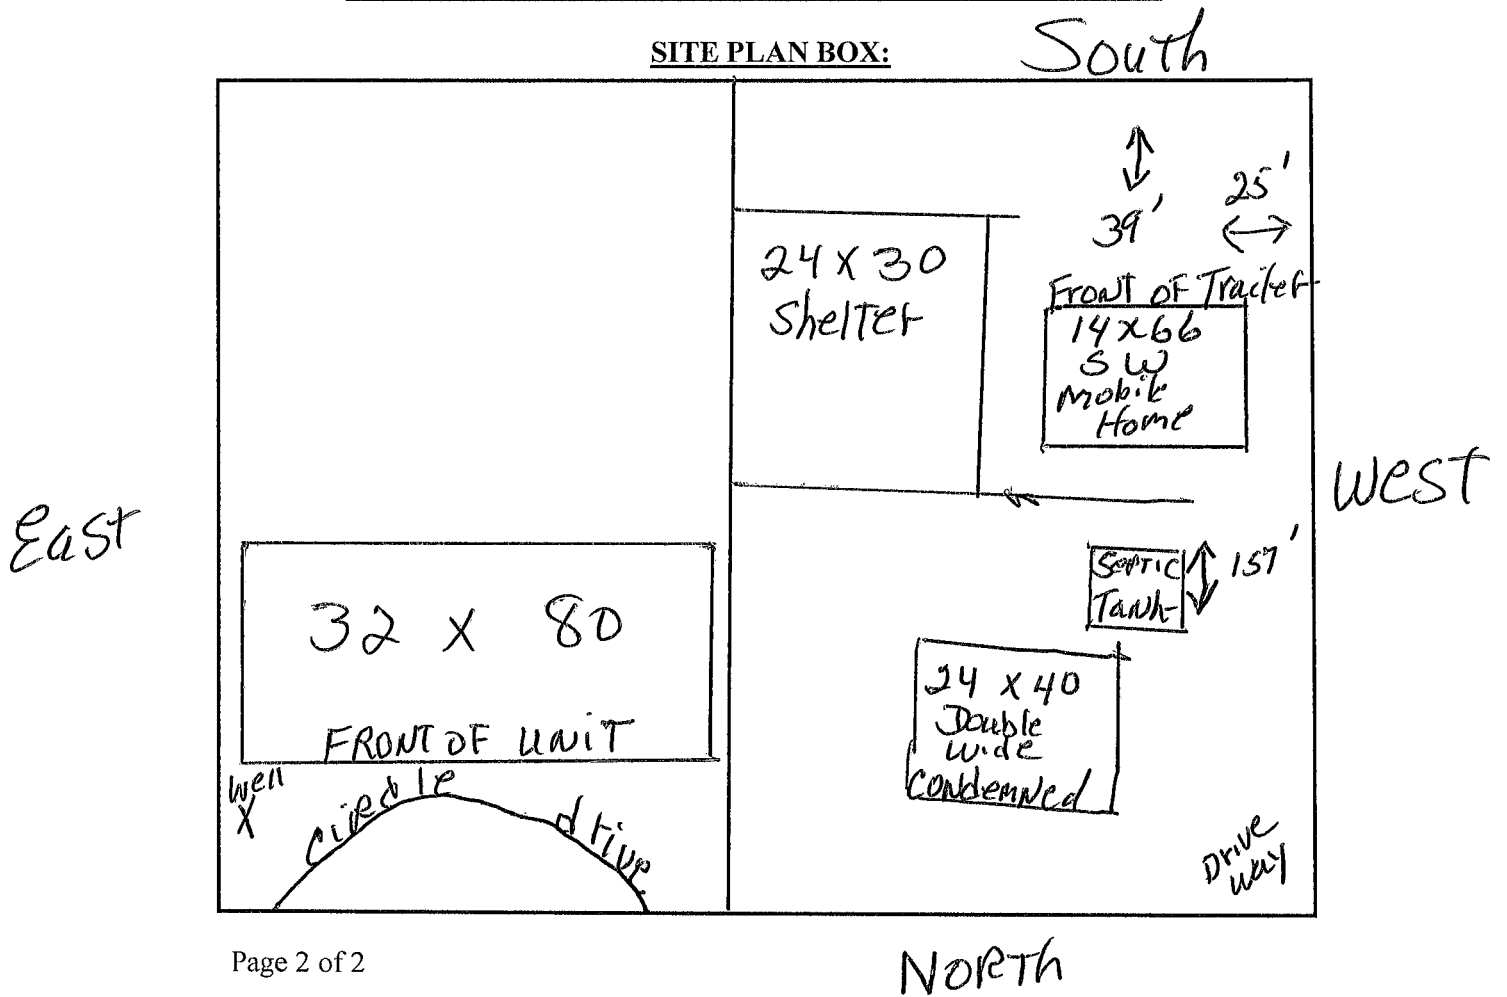 SITE PLAN BOX:
South
39'
25'
24 X 30
Shelter
Front of Trailer
14 X 66
SW
Mobile
Home
East
West
Septic
Tank
157'
32 X 80
FRONT OF UNIT
24 X 40
Double
Wide
Condemned
Well
X
circle drive
Drive
Way
Page 2 of 2
NORTH